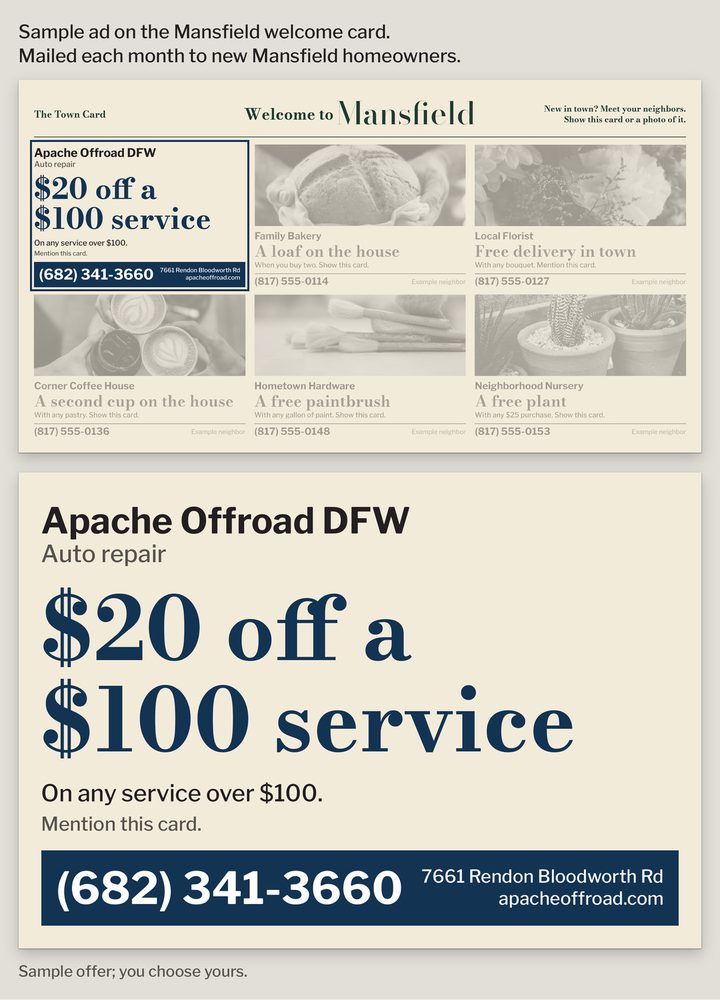 Sample ad on the Mansfield welcome card.
Mailed each month to new Mansfield homeowners.
The Town Card
Welcome to Mansfield
New in town? Meet your neighbors.
Show this card or a photo of it.
Apache Offroad DFW
Auto repair
$20 off a
$100 service
On any service over $100.
Mention this card.
(682) 341-3660
7661 Rendon Bloodworth Rd
apacheoffroad.com
Family Bakery
A loaf on the house
When you buy two. Show this card.
(817) 555-0114
Example neighbor
Local Florist
Free delivery in town
With any bouquet. Mention this card.
(817) 555-0127
Example neighbor
Corner Coffee House
A second cup on the house
With any pastry. Show this card.
(817) 555-0136
Example neighbor
Hometown Hardware
A free paintbrush
With any gallon of paint. Show this card.
(817) 555-0148
Example neighbor
Neighborhood Nursery
A free plant
With any $25 purchase. Show this card.
(817) 555-0153
Example neighbor
Apache Offroad DFW
Auto repair
$20 off a
$100 service
On any service over $100.
Mention this card.
(682) 341-3660
7661 Rendon Bloodworth Rd
apacheoffroad.com
Sample offer; you choose yours.